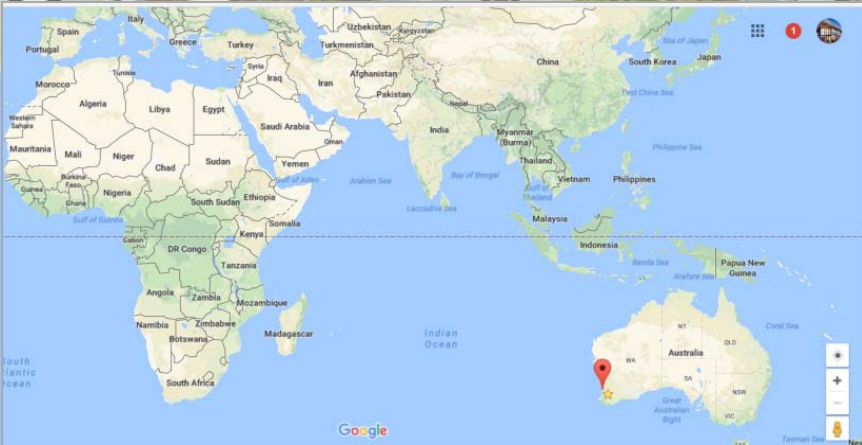 Spain
Italy
Portugal
Greece
Turkey
Uzbekistan
Kyrgyzstan
Turkmenistan
China
Sea of Japan
South Korea
Japan
Tunisia
Syria
Iraq
Iran
Afghanistan
Pakistan
Morocco
East China Sea
Algeria
Libya
Egypt
Nepal
Western
Sahara
Saudi Arabia
India
Myanmar
(Burma)
Oman
Philippine Sea
Mauritania
Mali
Niger
Chad
Sudan
Yemen
Thailand
Burkina
Faso
Gulf of Aden
Arabian Sea
Bay of Bengal
Vietnam
Philippines
Guinea
Ghana
Nigeria
South Sudan
Ethiopia
Gulf of
Thailand
Laccadive Sea
Gulf of Guinea
Somalia
Malaysia
Gabon
Kenya
DR Congo
Indonesia
Tanzania
Banda Sea
Papua New
Guinea
Arafura Sea
Angola
Zambia
Mozambique
Namibia
Zimbabwe
Botswana
Madagascar
Indian
Ocean
NT
QLD
Coral Sea
WA
Australia
SA
NSW
South Africa
Great
Australian
Bight
VIC
Tasman Sea
Google
1